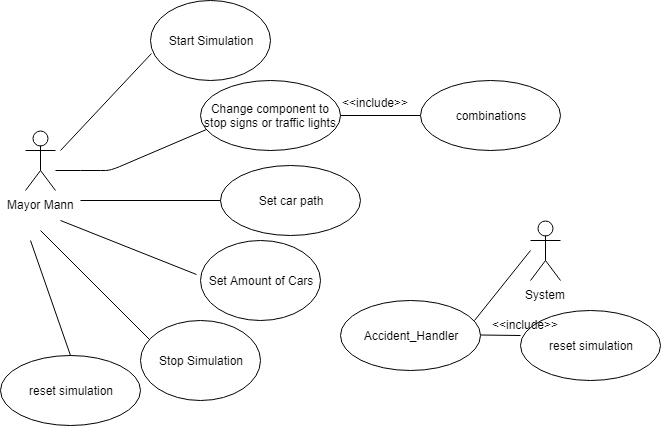 Start Simulation
Change component to
stop signs or traffic lights
<<include>>
combinations
Mayor Mann
Set car path
Set Amount of Cars
System
Accident_Handler
<<include>>
reset simulation
Stop Simulation
reset simulation